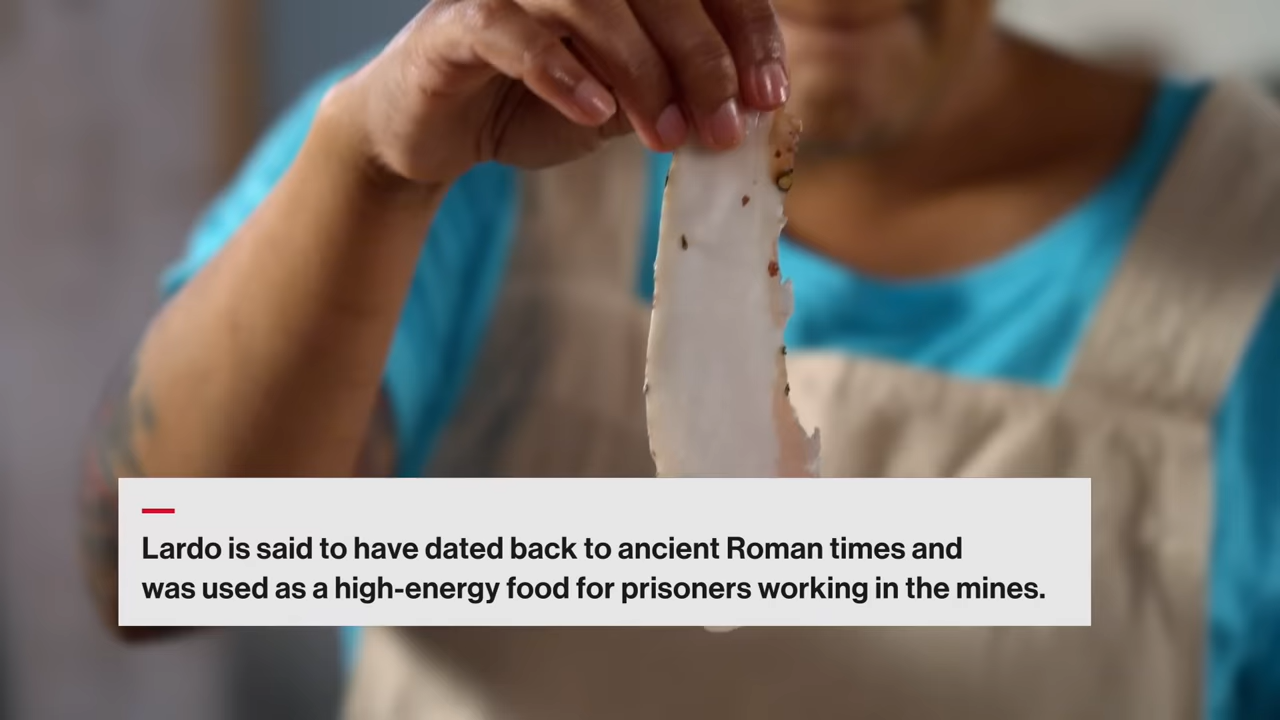 Lardo is said to have dated back to ancient Roman times and
was used as a high-energy food for prisoners working in the mines.